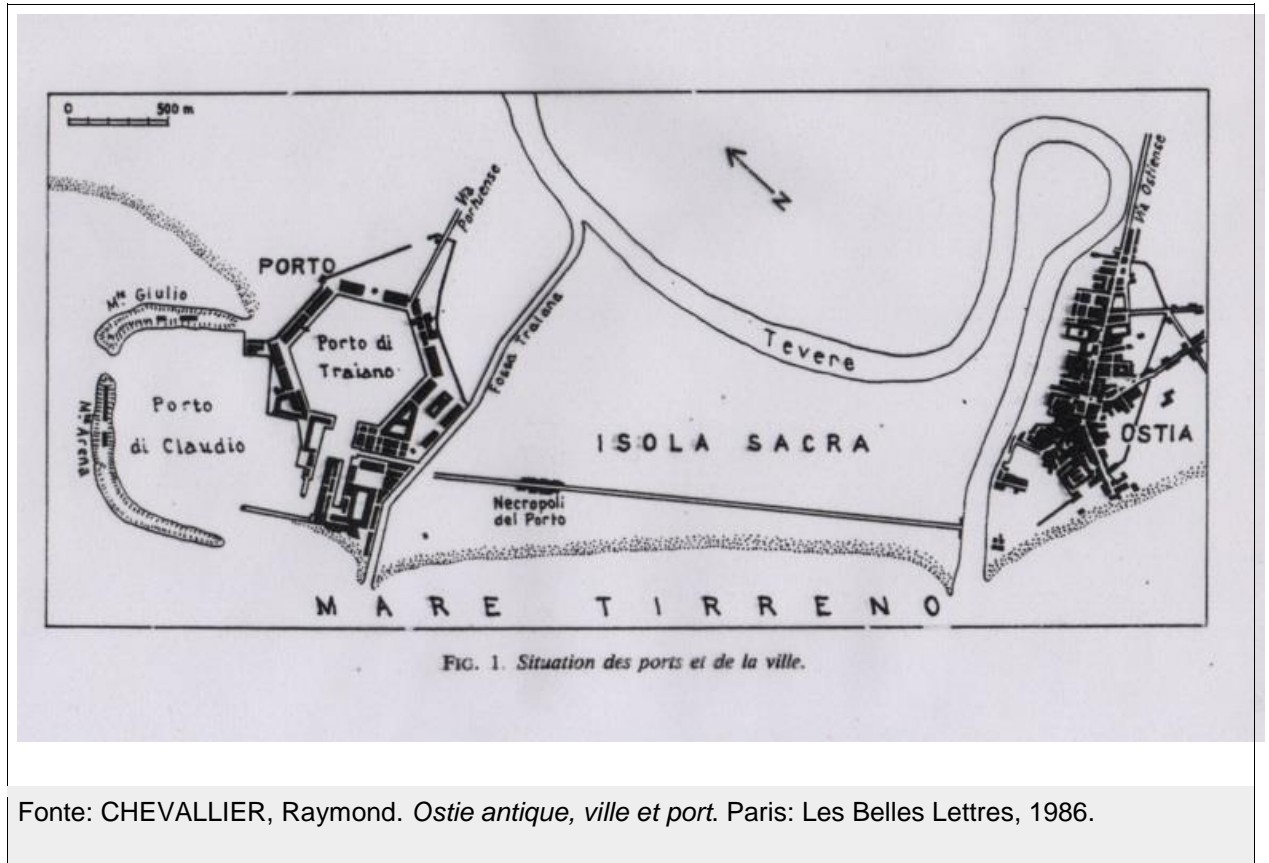 0 500 m
N
Via Portuense
Via Ostiense
PORTO
Mte Giulio
Porto di
Traiano
Fossa Traiana
Tevere
Porto
di Claudio
Mte Arena
ISOLA SACRA
OSTIA
Necropoli
del Porto
MARE TIRRENO
FIG. 1. Situation des ports et de la ville.
Fonte: CHEVALLIER, Raymond. Ostie antique, ville et port. Paris: Les Belles Lettres, 1986.